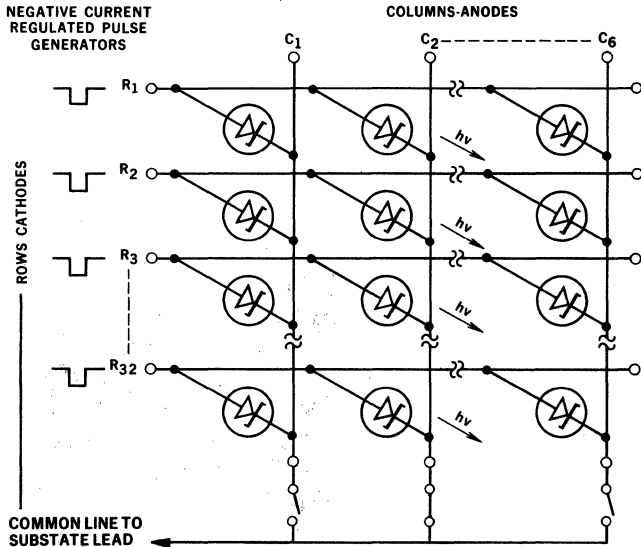 NEGATIVE CURRENT
REGULATED PULSE
GENERATORS
COLUMNS-ANODES
C1
C2
C6
R1
hv
R2
hv
R3
hv
R32
hv
ROWS CATHODES
COMMON LINE TO
SUBSTATE LEAD